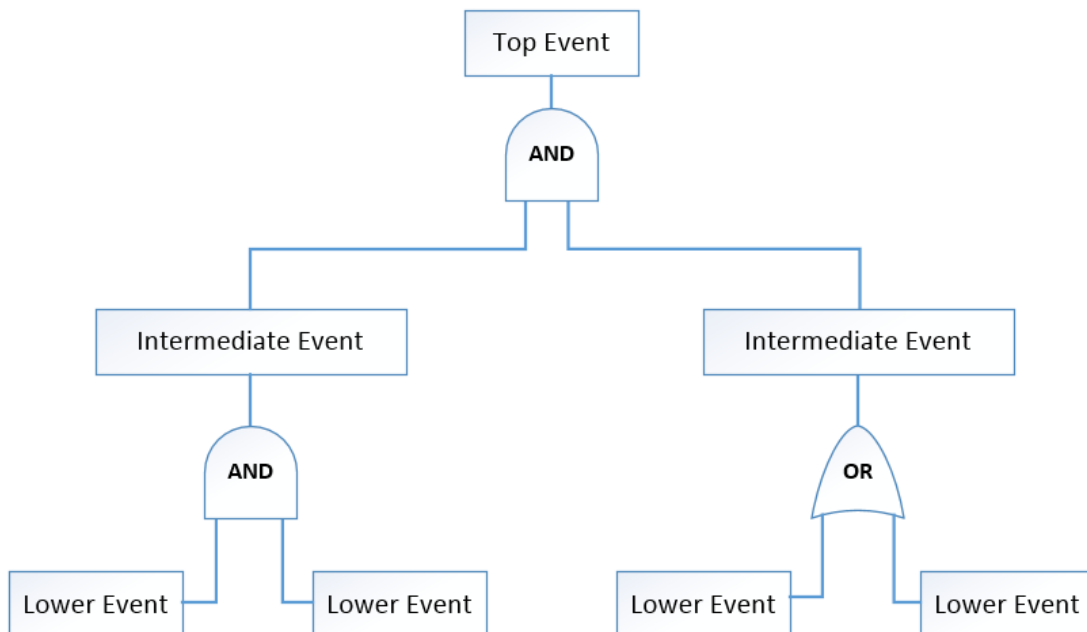 Top Event
AND
Intermediate Event
Intermediate Event
AND
OR
Lower Event
Lower Event
Lower Event
Lower Event